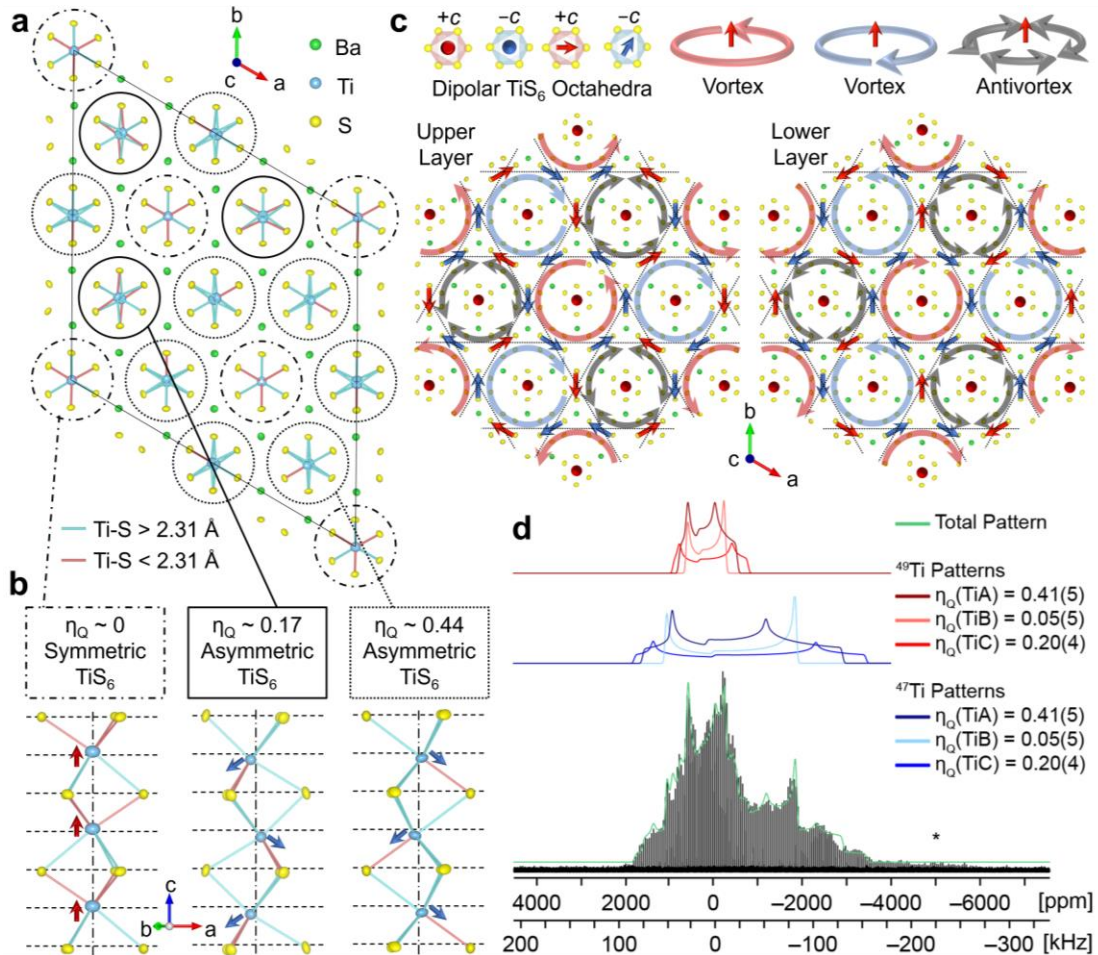 a
b
c
a
Ba
Ti
S
Ti-S > 2.31 Å
Ti-S < 2.31 Å
b
η_Q ~ 0
Symmetric
TiS₆
η_Q ~ 0.17
Asymmetric
TiS₆
η_Q ~ 0.44
Asymmetric
TiS₆
c
b
a
c
+c
−c
+c
−c
Dipolar TiS₆ Octahedra
Vortex
Vortex
Antivortex
Upper
Layer
Lower
Layer
b
c
a
d
Total Pattern
⁴⁹Ti Patterns
η_Q(TiA) = 0.41(5)
η_Q(TiB) = 0.05(5)
η_Q(TiC) = 0.20(4)
⁴⁷Ti Patterns
η_Q(TiA) = 0.41(5)
η_Q(TiB) = 0.05(5)
η_Q(TiC) = 0.20(4)
*
4000 2000 0 −2000 −4000 −6000 [ppm]
200 100 0 −100 −200 −300 [kHz]